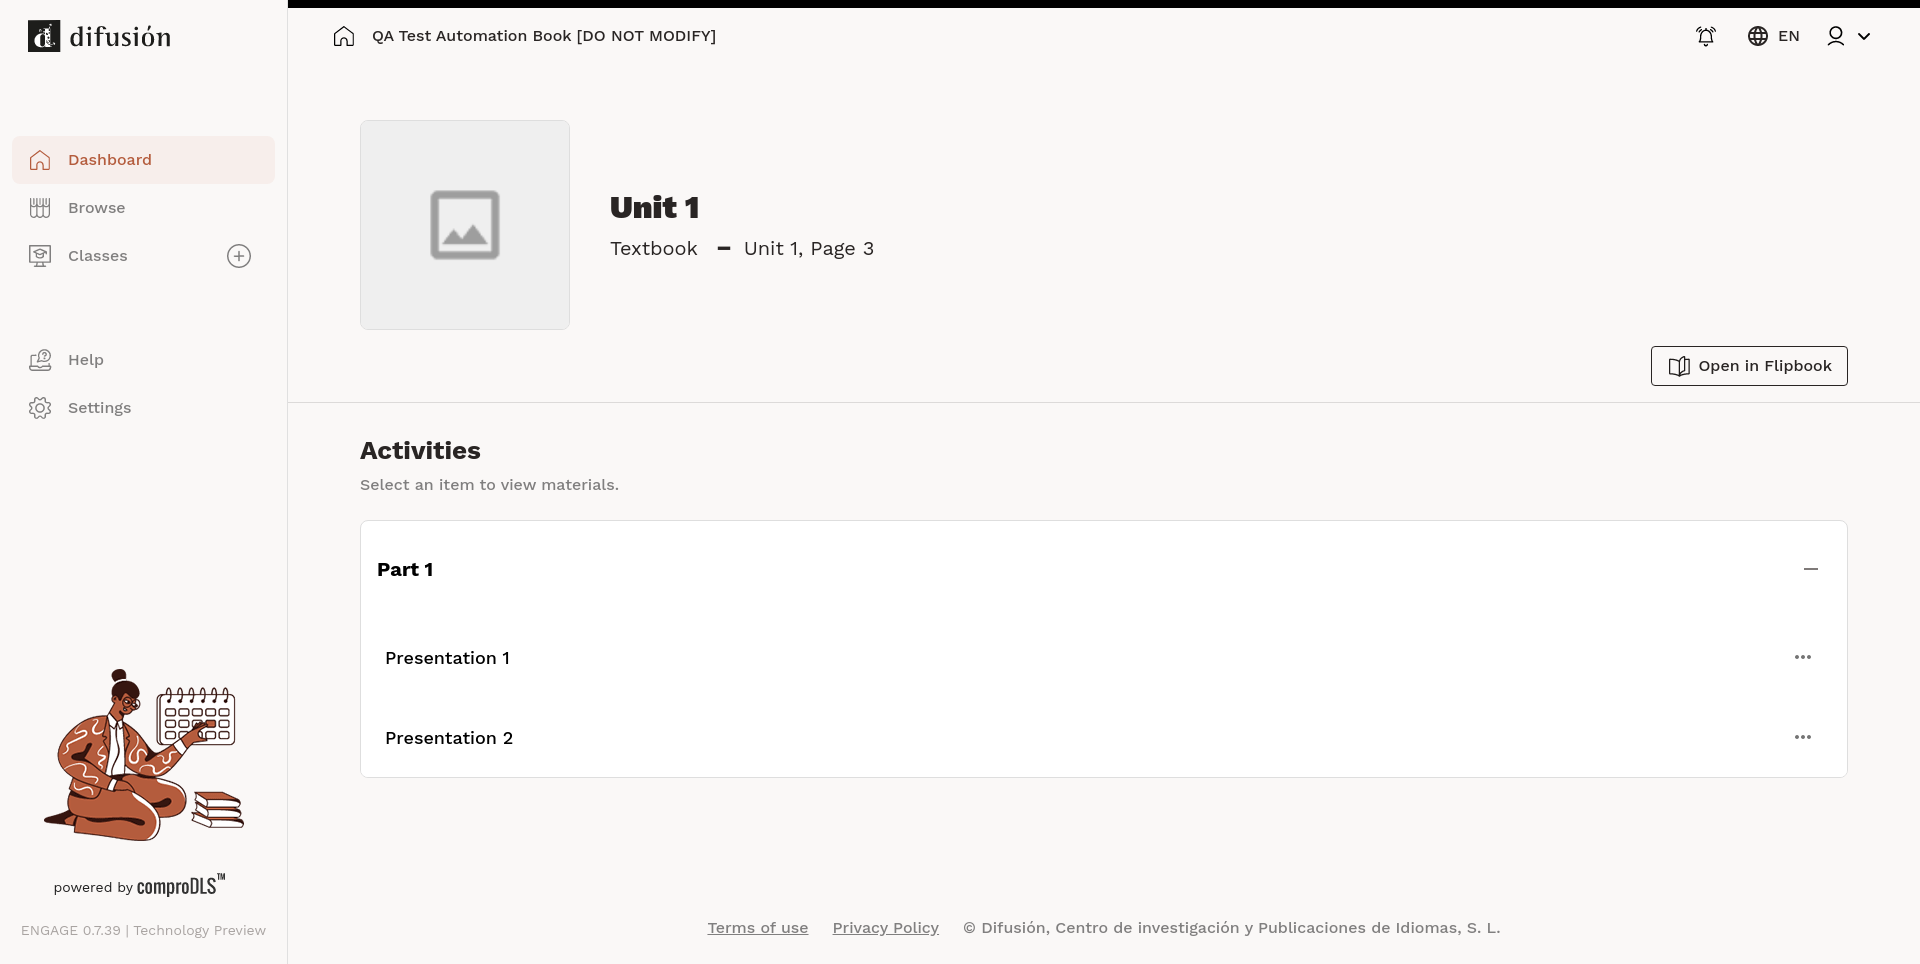 difusión
QA Test Automation Book [DO NOT MODIFY]
EN
Dashboard
Browse
Classes
Help
Settings
Unit 1
Textbook – Unit 1, Page 3
Open in Flipbook
Activities
Select an item to view materials.
Part 1
Presentation 1
Presentation 2
powered by comproDLS™
ENGAGE 0.7.39 | Technology Preview
Terms of use Privacy Policy © Difusión, Centro de investigación y Publicaciones de Idiomas, S. L.